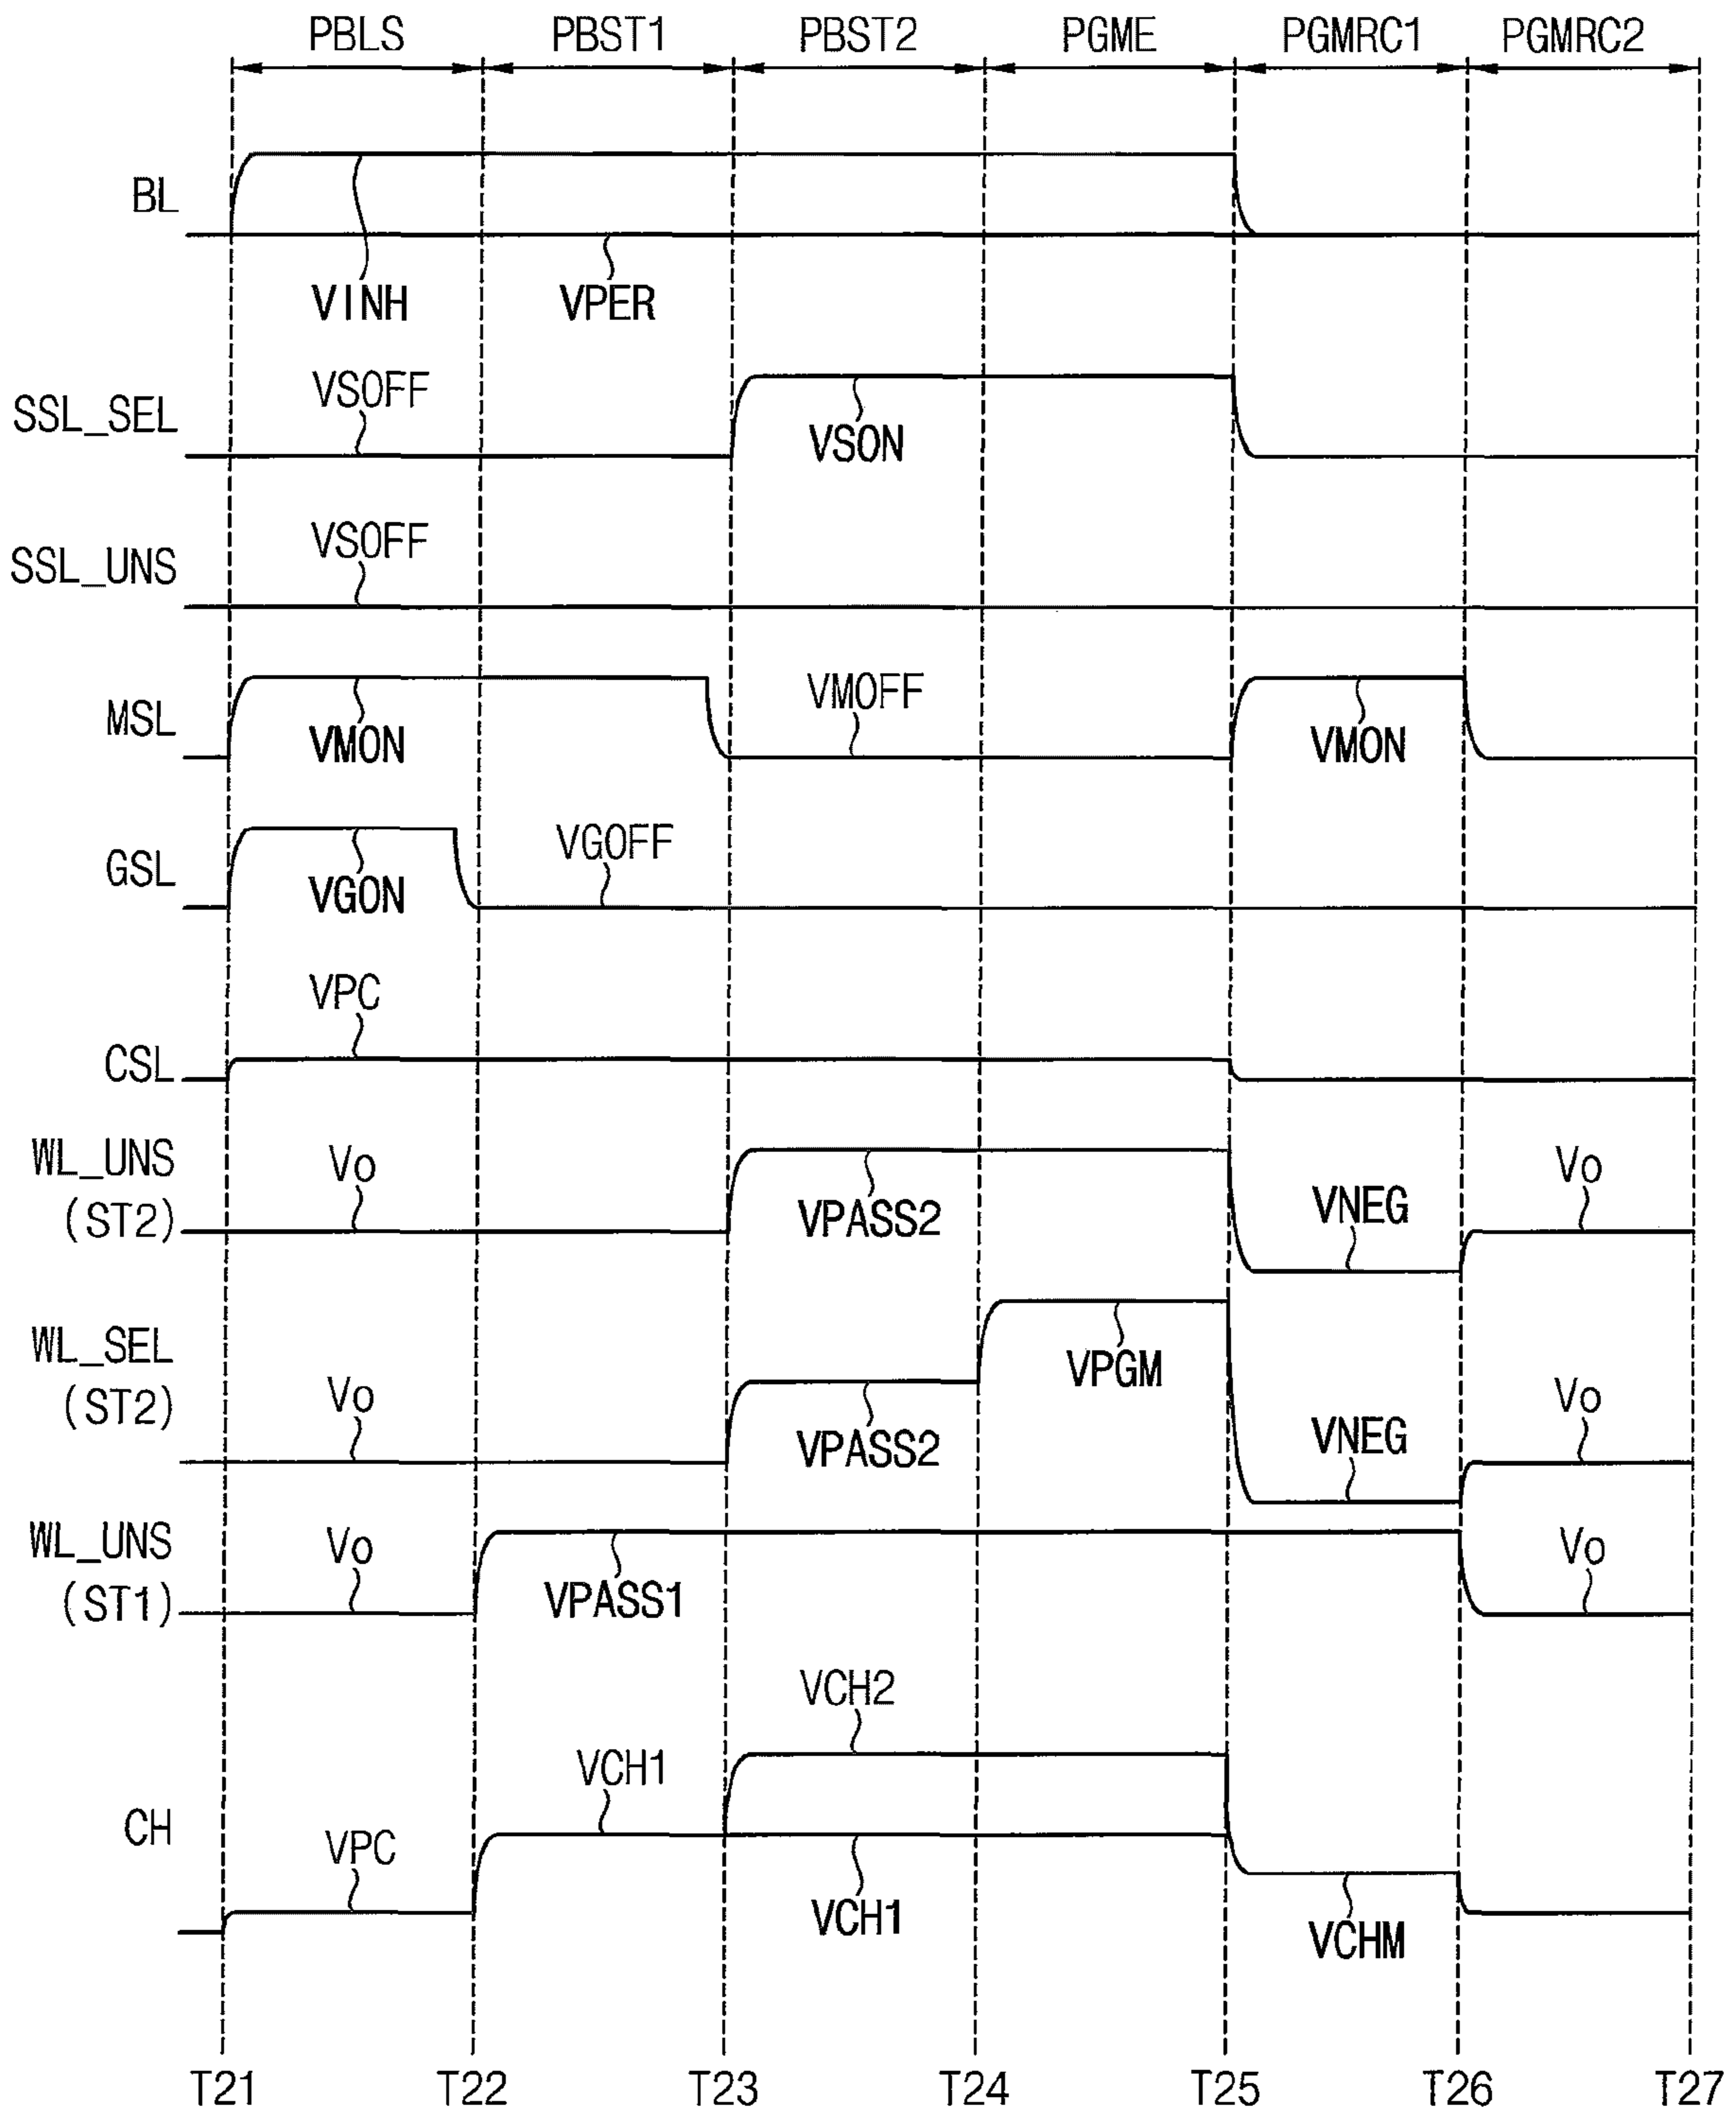 PBLS PBST1 PBST2 PGME PGMRC1 PGMRC2
BL
VINH VPER
VSOFF
SSL_SEL
VSON
VSOFF
SSL_UNS
VMOFF
MSL
VMON VMON
VGOFF
GSL
VGON
VPC
CSL
WL_UNS
(ST2)
Vo VPASS2 VNEG Vo
WL_SEL
(ST2)
Vo VPASS2 VPGM VNEG Vo
WL_UNS
(ST1)
Vo VPASS1 Vo
VCH2
VCH1
CH
VPC
VCH1
VCHM
T21 T22 T23 T24 T25 T26 T27